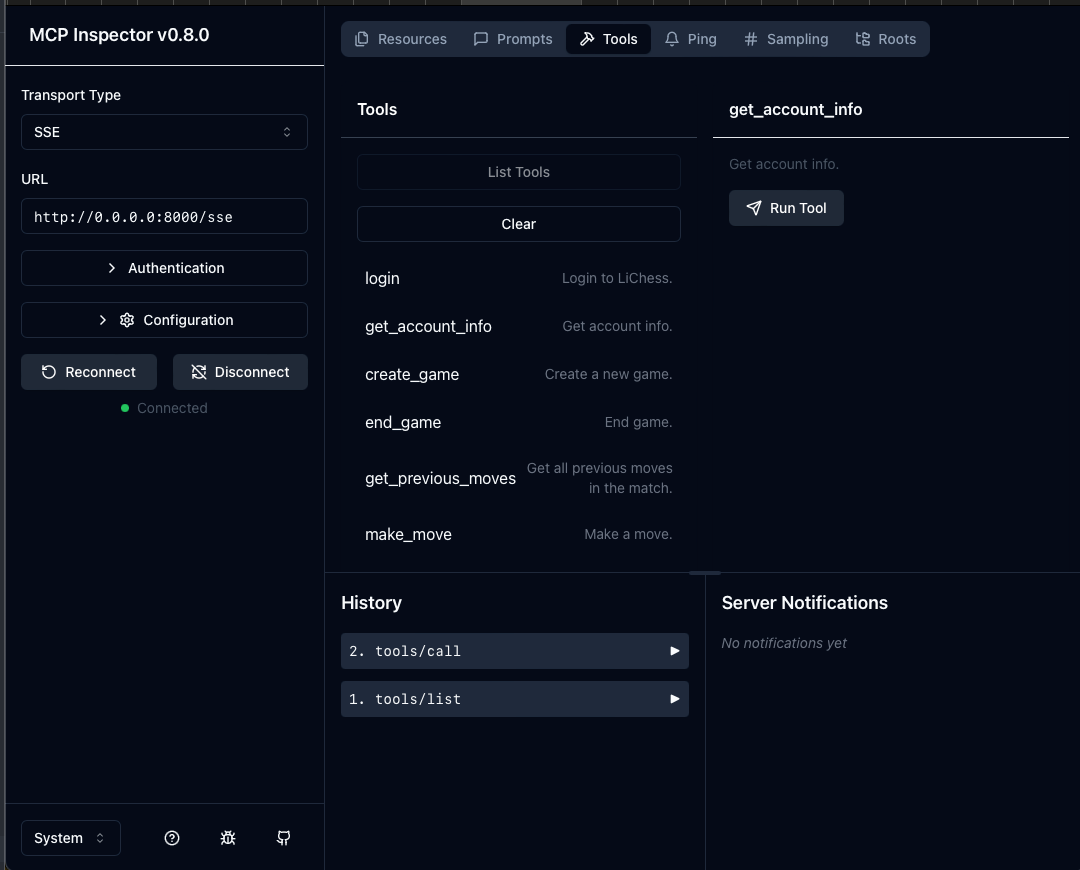 MCP Inspector v0.8.0
Transport Type
SSE
URL
http://0.0.0.0:8000/sse
Authentication
Configuration
Reconnect
Disconnect
Connected
System
Resources
Prompts
Tools
Ping
Sampling
Roots
Tools
List Tools
Clear
login
Login to LiChess.
get_account_info
Get account info.
create_game
Create a new game.
end_game
End game.
get_previous_moves
Get all previous moves
in the match.
make_move
Make a move.
get_account_info
Get account info.
Run Tool
History
2. tools/call
1. tools/list
Server Notifications
No notifications yet